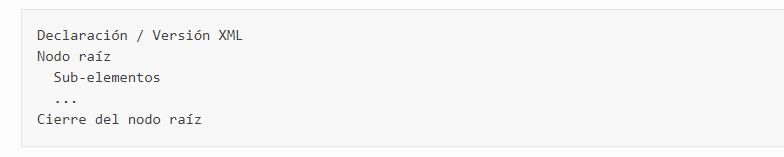 Declaración / Versión XML
Nodo raíz
  Sub-elementos
  ...
Cierre del nodo raíz